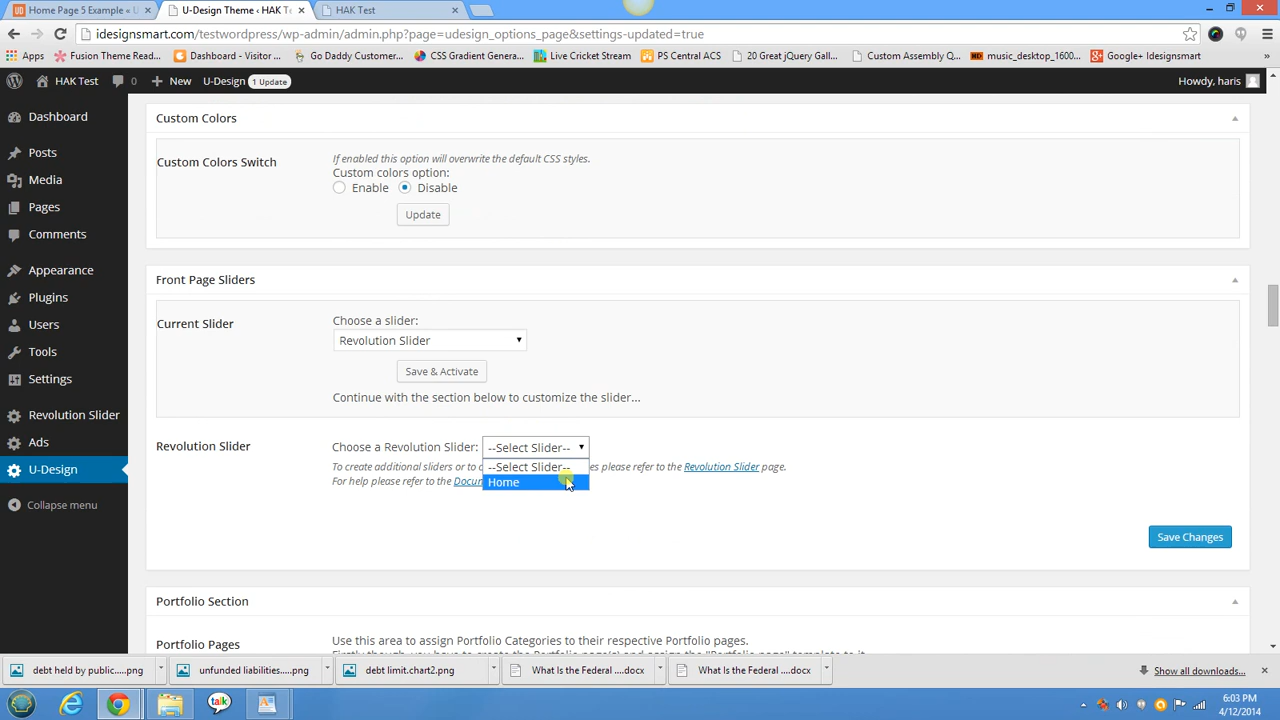 Home Page 5 Example « U
U-Design Theme ‹ HAK Te
HAK Test
idesignsmart.com/testwordpress/wp-admin/admin.php?page=udesign_options_page&settings-updated=true
Apps
Fusion Theme Read...
Dashboard - Visitor ...
Go Daddy Customer...
CSS Gradient Genera...
Live Cricket Stream
PS Central ACS
20 Great jQuery Gall...
Custom Assembly Q...
music_desktop_1600...
Google+ Idesignsmart
HAK Test
0
New
U-Design
1 Update
Howdy, haris
Dashboard
Posts
Media
Pages
Comments
Appearance
Plugins
Users
Tools
Settings
Revolution Slider
Ads
U-Design
Collapse menu
Custom Colors
Custom Colors Switch
If enabled this option will overwrite the default CSS styles.
Custom colors option:
Enable
Disable
Update
Front Page Sliders
Current Slider
Choose a slider:
Revolution Slider
Save & Activate
Continue with the section below to customize the slider...
Revolution Slider
Choose a Revolution Slider:
--Select Slider--
--Select Slider--
Home
To create additional sliders or to es please refer to the Revolution Slider page.
For help please refer to the Docu
Save Changes
Portfolio Section
Portfolio Pages
Use this area to assign Portfolio Categories to their respective Portfolio pages.
debt held by public.....png
unfunded liabilities.....png
debt limit.chart2.png
What Is the Federal ....docx
What Is the Federal ....docx
Show all downloads...
talk
6:03 PM
4/12/2014